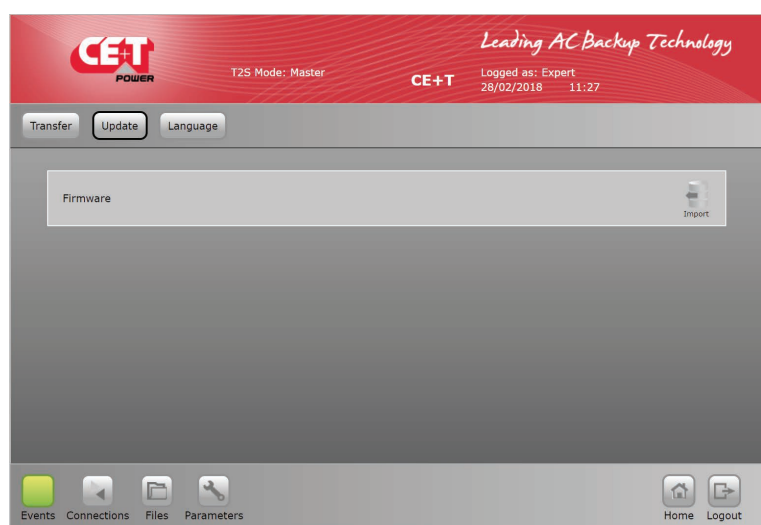 CE+T
POWER
Leading AC Backup Technology
T2S Mode: Master
CE+T
Logged as: Expert
28/02/2018 11:27
Transfer Update Language
Firmware
Import
Events Connections Files Parameters Home Logout